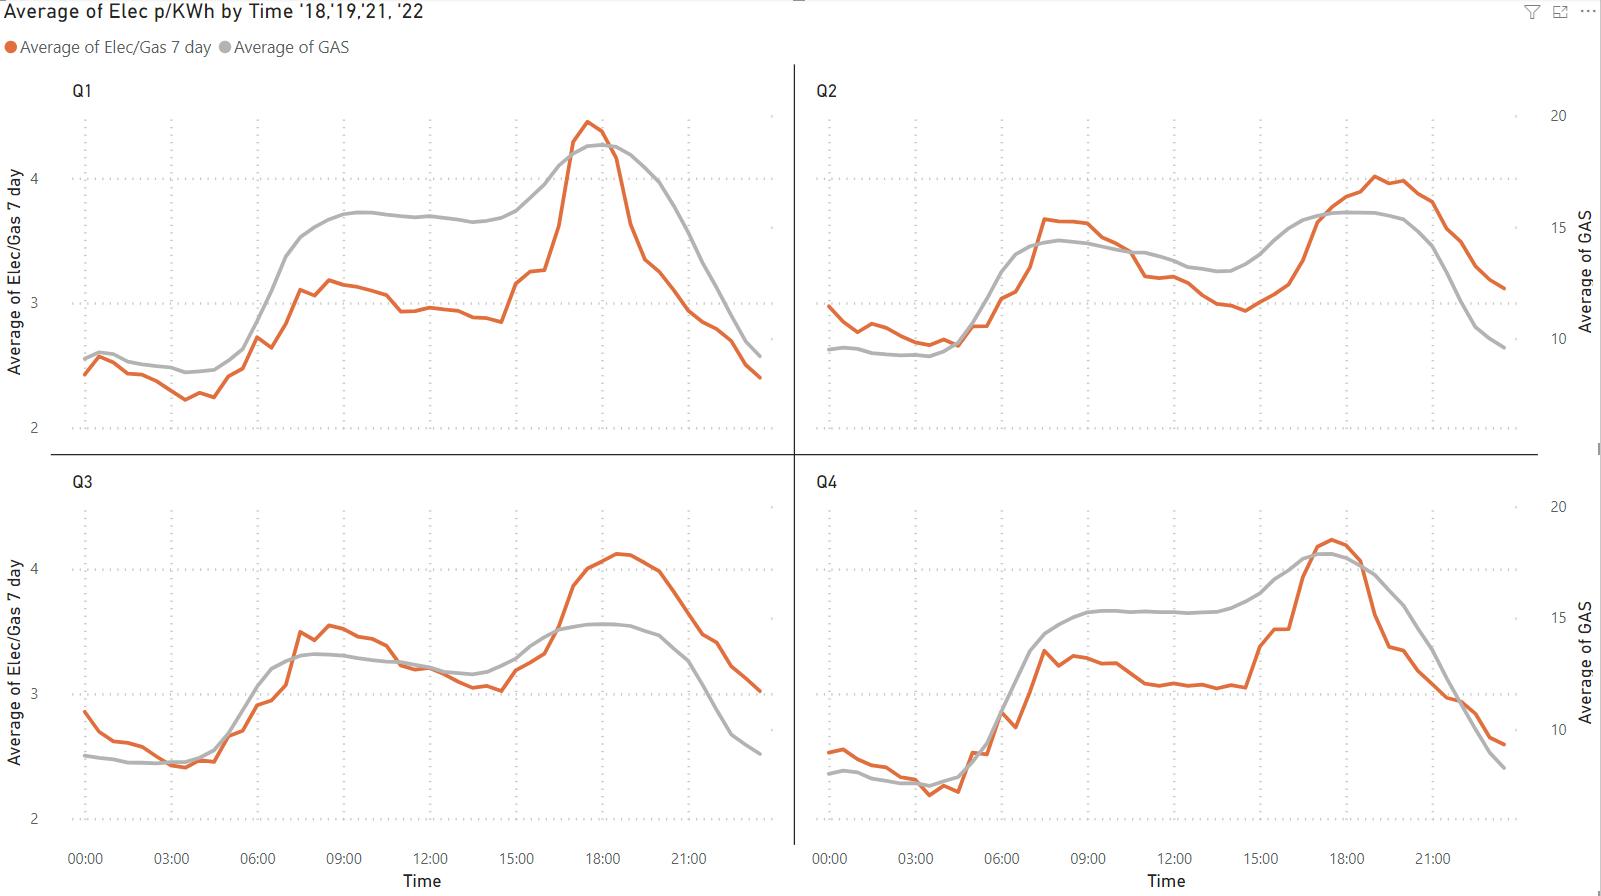 Average of Elec p/KWh by Time '18,'19,'21, '22
Average of Elec/Gas 7 day Average of GAS
Q1
Average of Elec/Gas 7 day
4
3
2
Q2
20
15
10
Average of GAS
Q3
Average of Elec/Gas 7 day
4
3
2
00:00 03:00 06:00 09:00 12:00 15:00 18:00 21:00
Time
Q4
20
15
10
Average of GAS
00:00 03:00 06:00 09:00 12:00 15:00 18:00 21:00
Time